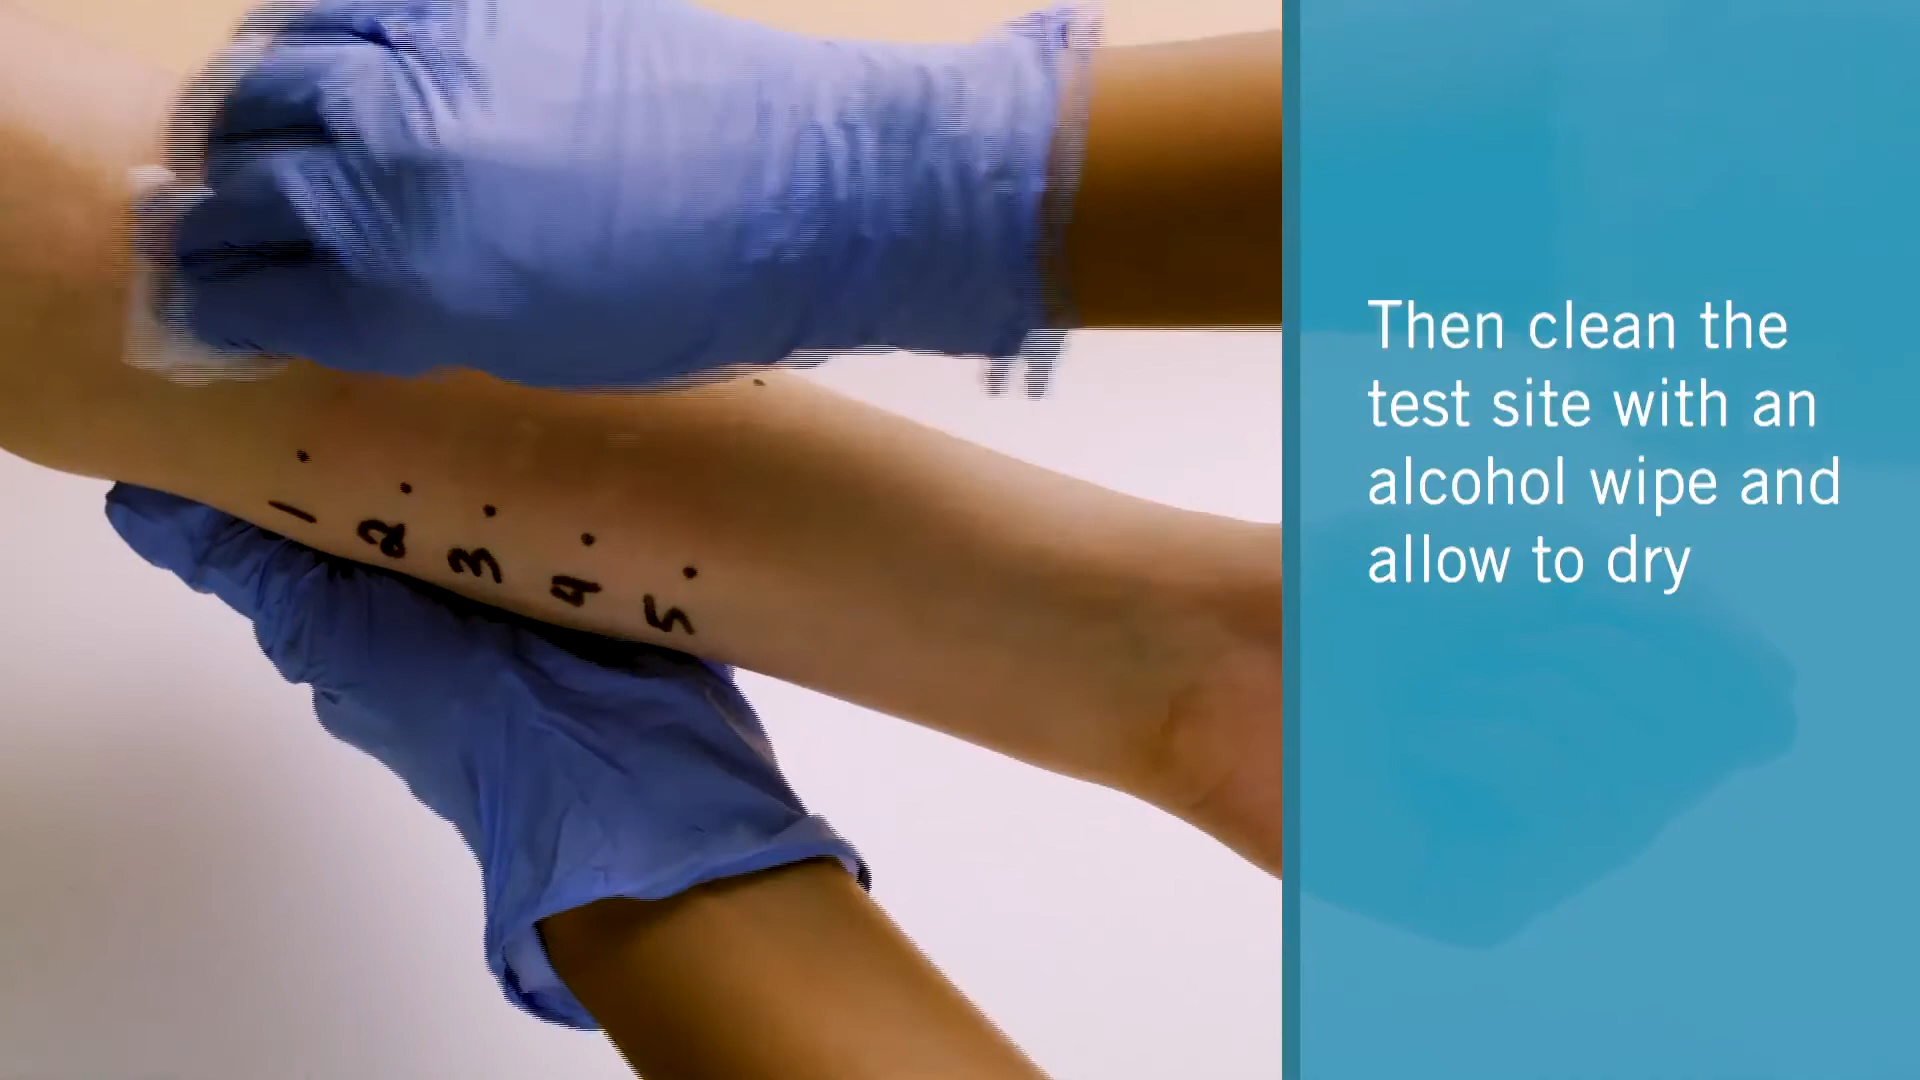 Then clean the
test site with an
alcohol wipe and
allow to dry
1
2
3
4
5